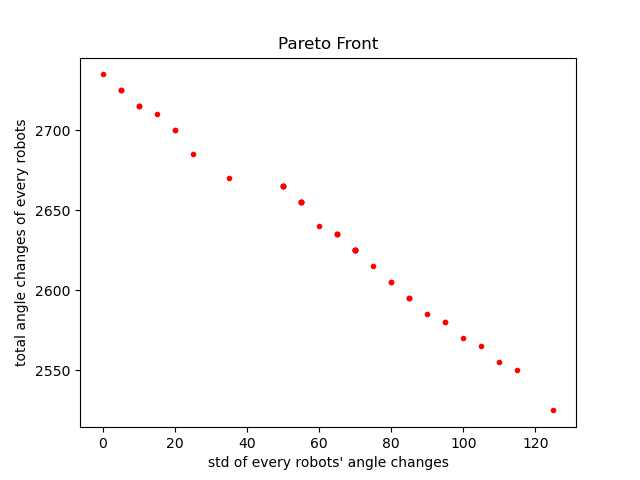 Pareto Front
total angle changes of every robots
2700
2650
2600
2550
0 20 40 60 80 100 120
std of every robots' angle changes